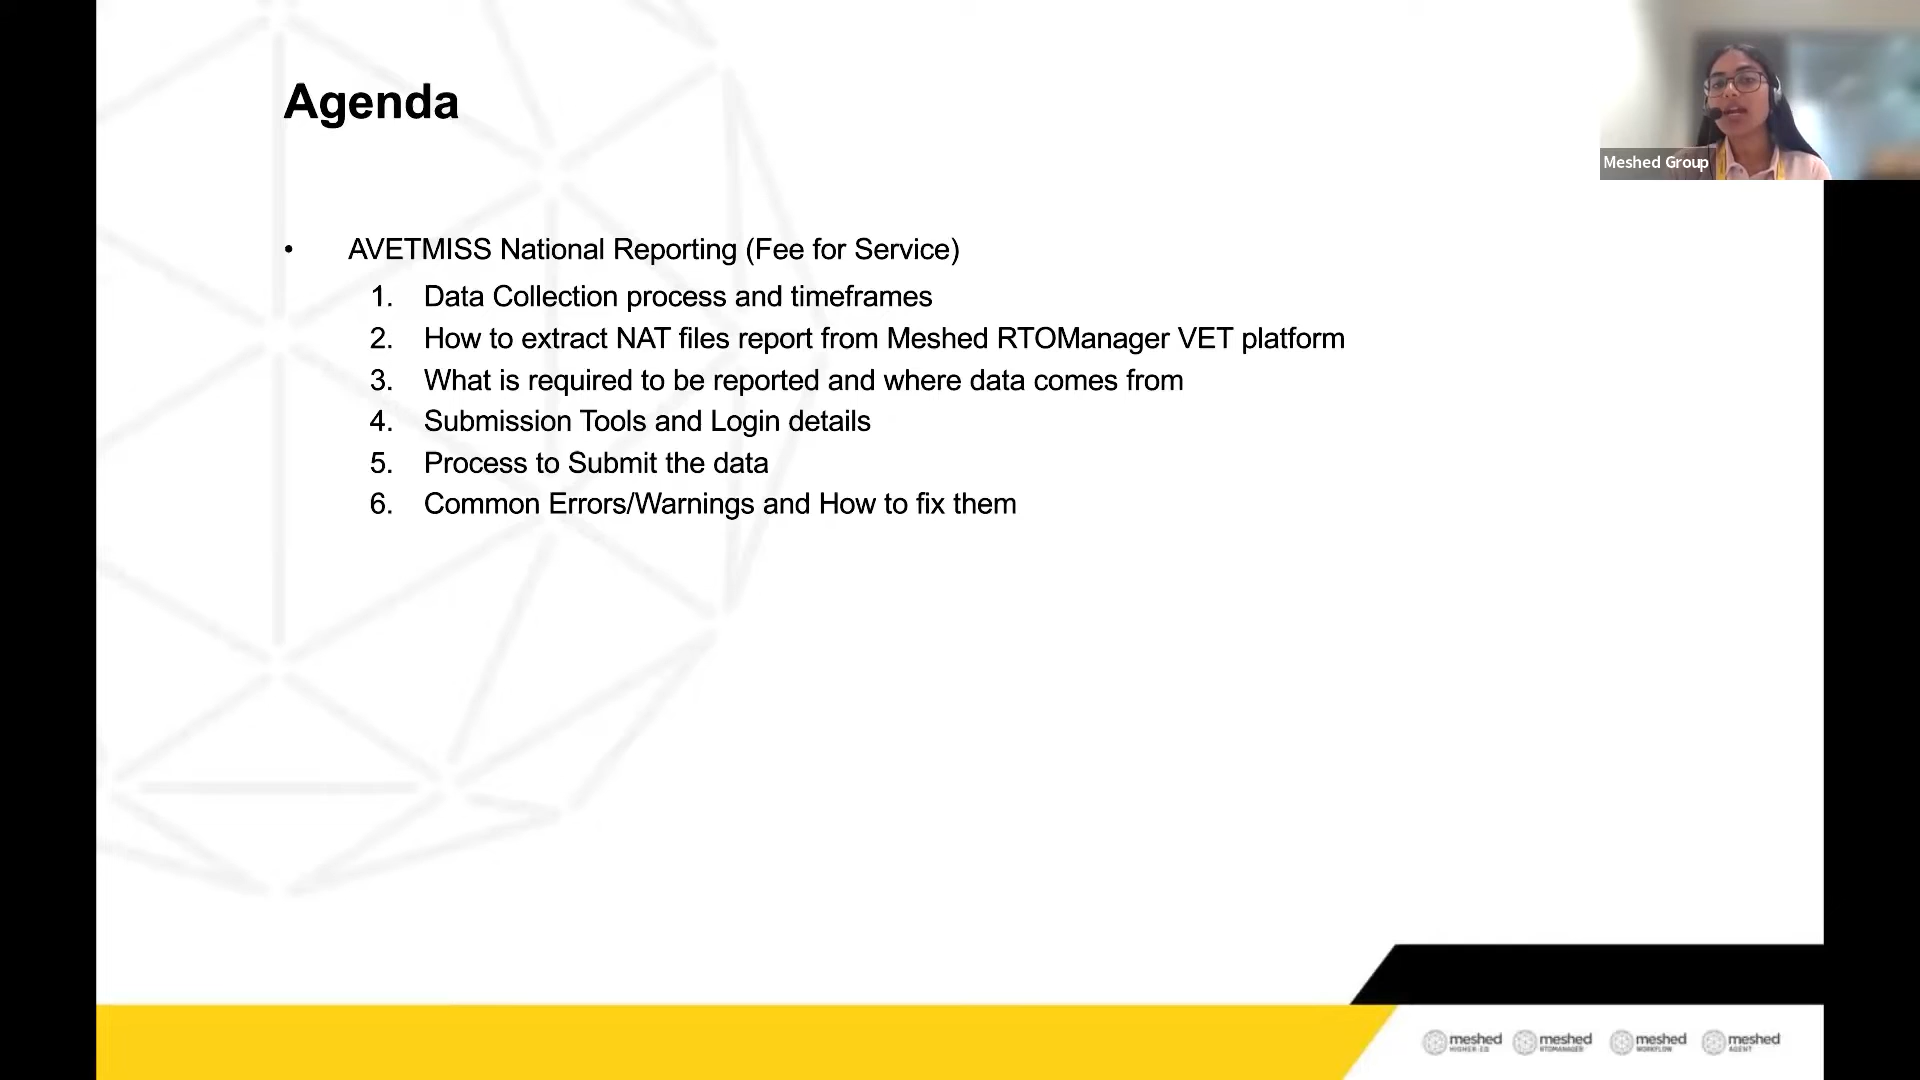 Agenda
Meshed Group
• AVETMISS National Reporting (Fee for Service)
1. Data Collection process and timeframes
2. How to extract NAT files report from Meshed RTOManager VET platform
3. What is required to be reported and where data comes from
4. Submission Tools and Login details
5. Process to Submit the data
6. Common Errors/Warnings and How to fix them
meshed meshed meshed meshed
HIGHER-ED RTOMANAGER WORKFLOW AGENT